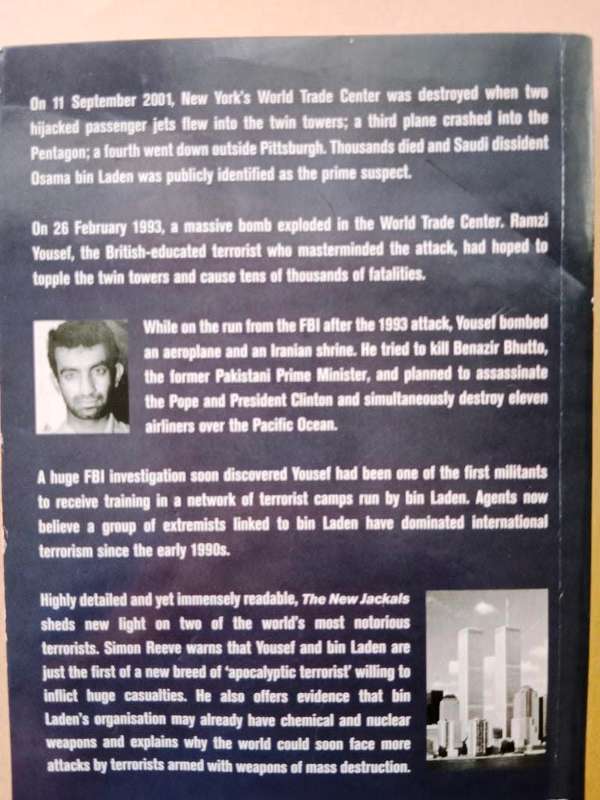 On 11 September 2001, New York's World Trade Center was destroyed when two
hijacked passenger jets flew into the twin towers; a third plane crashed into the
Pentagon; a fourth went down outside Pittsburgh. Thousands died and Saudi dissident
Osama bin Laden was publicly identified as the prime suspect.
On 26 February 1993, a massive bomb exploded in the World Trade Center. Ramzi
Yousef, the British-educated terrorist who masterminded the attack, had hoped to
topple the twin towers and cause tens of thousands of fatalities.
While on the run from the FBI after the 1993 attack, Yousef bombed
an aeroplane and an Iranian shrine. He tried to kill Benazir Bhutto,
the former Pakistani Prime Minister, and planned to assassinate
the Pope and President Clinton and simultaneously destroy eleven
airliners over the Pacific Ocean.
A huge FBI investigation soon discovered Yousef had been one of the first militants
to receive training in a network of terrorist camps run by bin Laden. Agents now
believe a group of extremists linked to bin Laden have dominated international
terrorism since the early 1990s.
Highly detailed and yet immensely readable, The New Jackals
sheds new light on two of the world's most notorious
terrorists. Simon Reeve warns that Yousef and bin Laden are
just the first of a new breed of 'apocalyptic terrorist' willing to
inflict huge casualties. He also offers evidence that bin
Laden's organisation may already have chemical and nuclear
weapons and explains why the world could soon face more
attacks by terrorists armed with weapons of mass destruction.